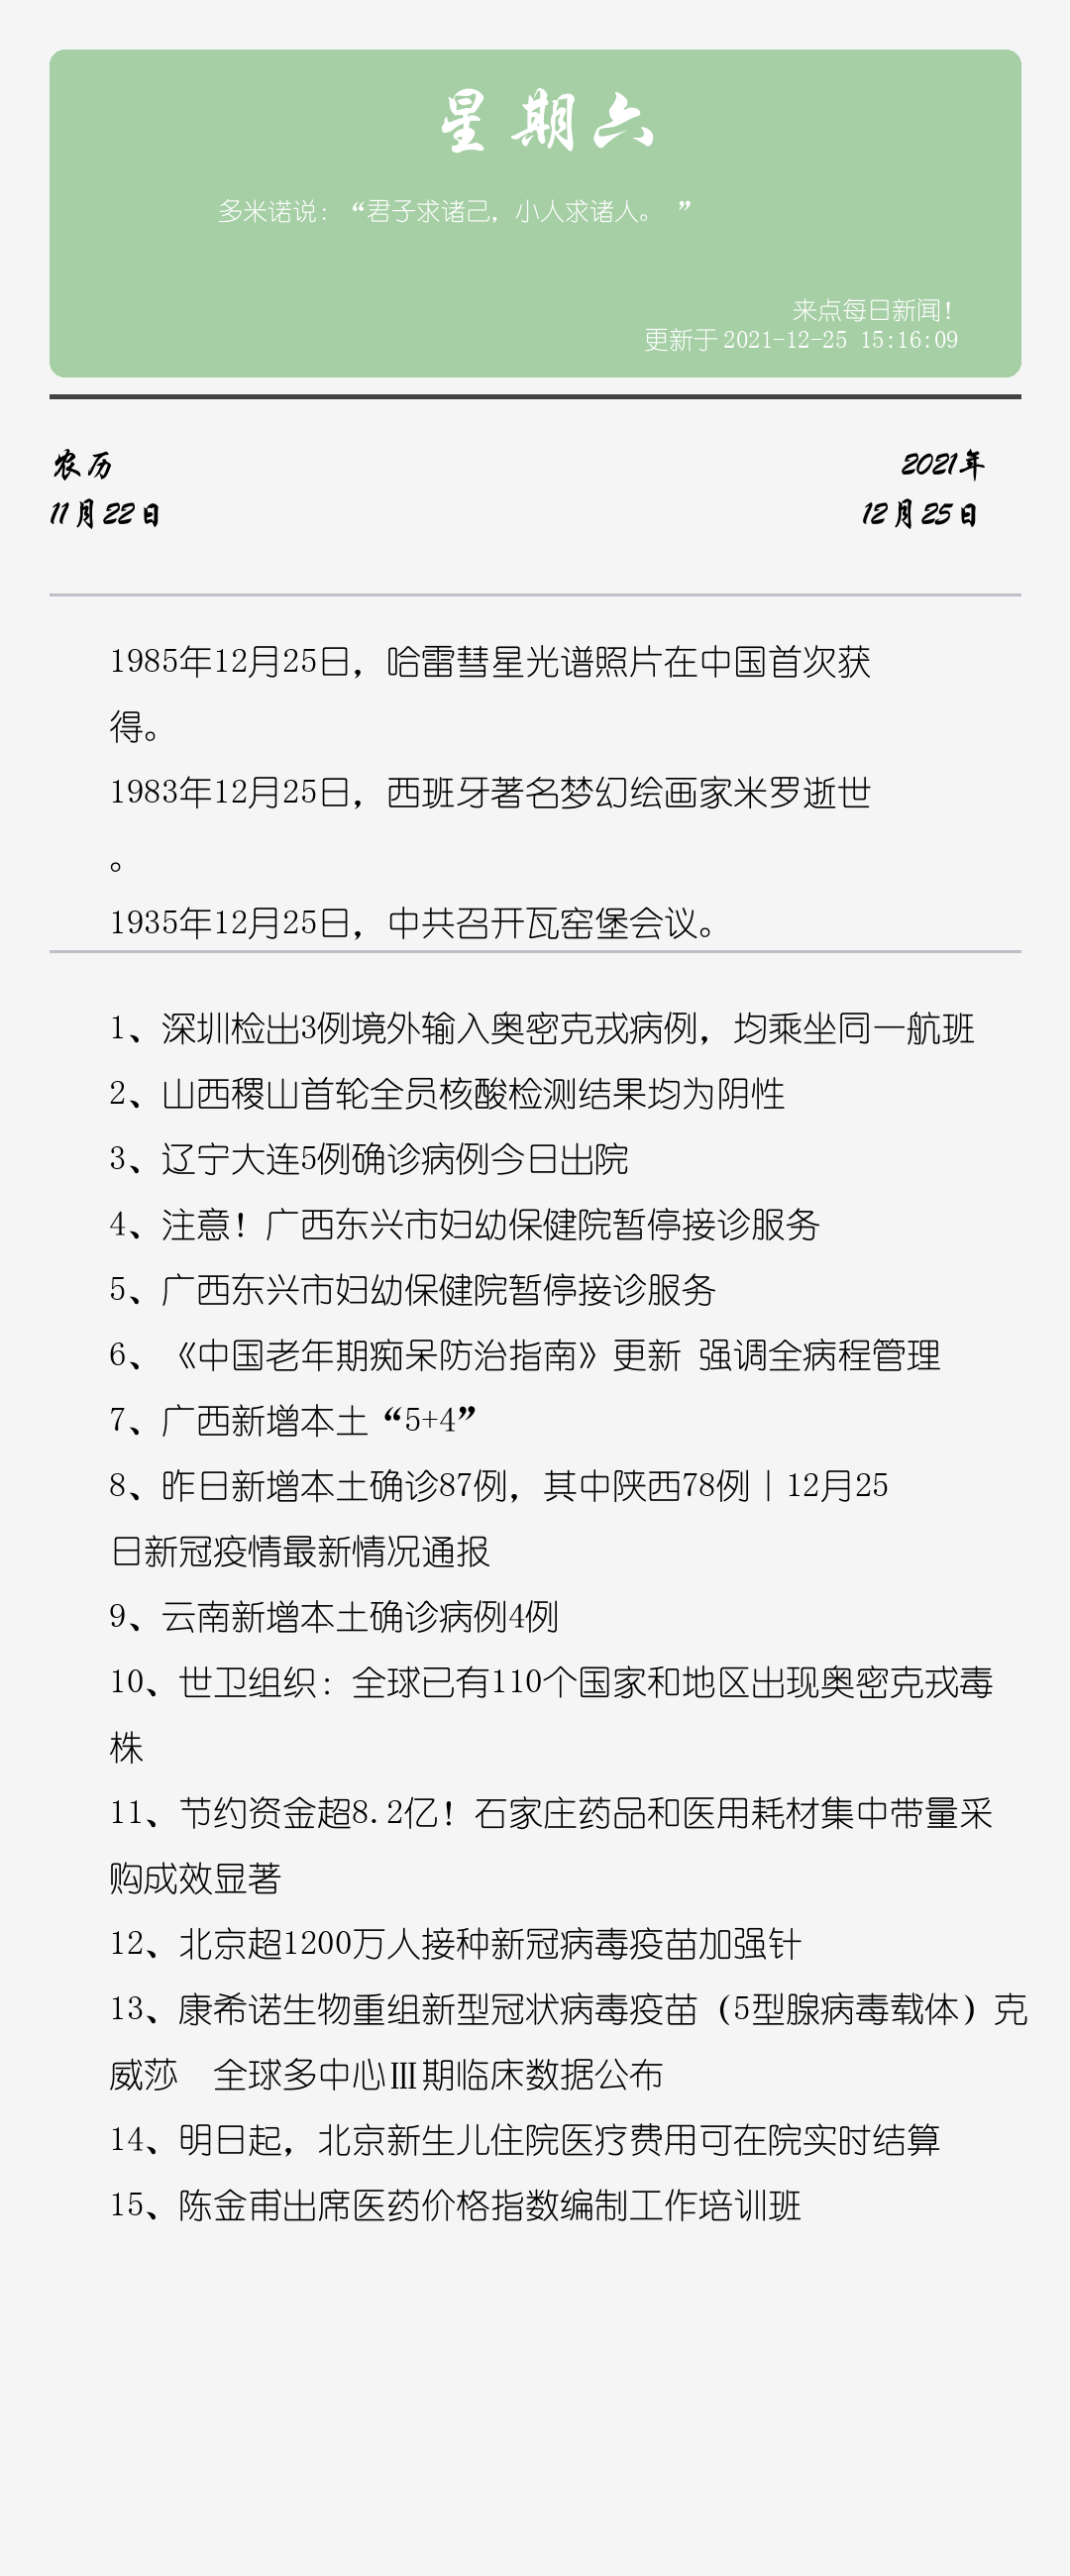 星期六
多米诺说：“君子求诸己，小人求诸人。 ”
来点每日新闻！
更新于 2021-12-25 15:16:09
农历
2021年
11月22日
12月25日
1985年12月25日，哈雷彗星光谱照片在中国首次获
得。
1983年12月25日，西班牙著名梦幻绘画家米罗逝世
。
1935年12月25日，中共召开瓦窑堡会议。
1、深圳检出3例境外输入奥密克戎病例，均乘坐同一航班
2、山西稷山首轮全员核酸检测结果均为阴性
3、辽宁大连5例确诊病例今日出院
4、注意！广西东兴市妇幼保健院暂停接诊服务
5、广西东兴市妇幼保健院暂停接诊服务
6、《中国老年期痴呆防治指南》更新 强调全病程管理
7、广西新增本土“5+4”
8、昨日新增本土确诊87例，其中陕西78例｜12月25
日新冠疫情最新情况通报
9、云南新增本土确诊病例4例
10、世卫组织：全球已有110个国家和地区出现奥密克戎毒
株
11、节约资金超8.2亿！石家庄药品和医用耗材集中带量采
购成效显著
12、北京超1200万人接种新冠病毒疫苗加强针
13、康希诺生物重组新型冠状病毒疫苗（5型腺病毒载体）克
威莎　全球多中心Ⅲ期临床数据公布
14、明日起，北京新生儿住院医疗费用可在院实时结算
15、陈金甫出席医药价格指数编制工作培训班